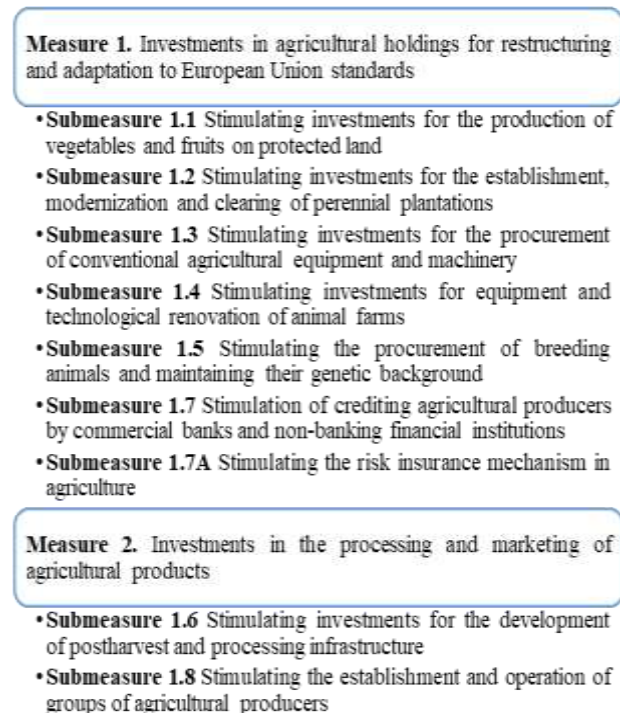 Measure 1. Investments in agricultural holdings for restructuring
and adaptation to European Union standards
•Submeasure 1.1 Stimulating investments for the production of
vegetables and fruits on protected land
•Submeasure 1.2 Stimulating investments for the establishment,
modernization and clearing of perennial plantations
•Submeasure 1.3 Stimulating investments for the procurement
of conventional agricultural equipment and machinery
•Submeasure 1.4 Stimulating investments for equipment and
technological renovation of animal farms
•Submeasure 1.5 Stimulating the procurement of breeding
animals and maintaining their genetic background
•Submeasure 1.7 Stimulation of crediting agricultural producers
by commercial banks and non-banking financial institutions
•Submeasure 1.7A Stimulating the risk insurance mechanism in
agriculture
Measure 2. Investments in the processing and marketing of
agricultural products
•Submeasure 1.6 Stimulating investments for the development
of postharvest and processing infrastructure
•Submeasure 1.8 Stimulating the establishment and operation of
groups of agricultural producers